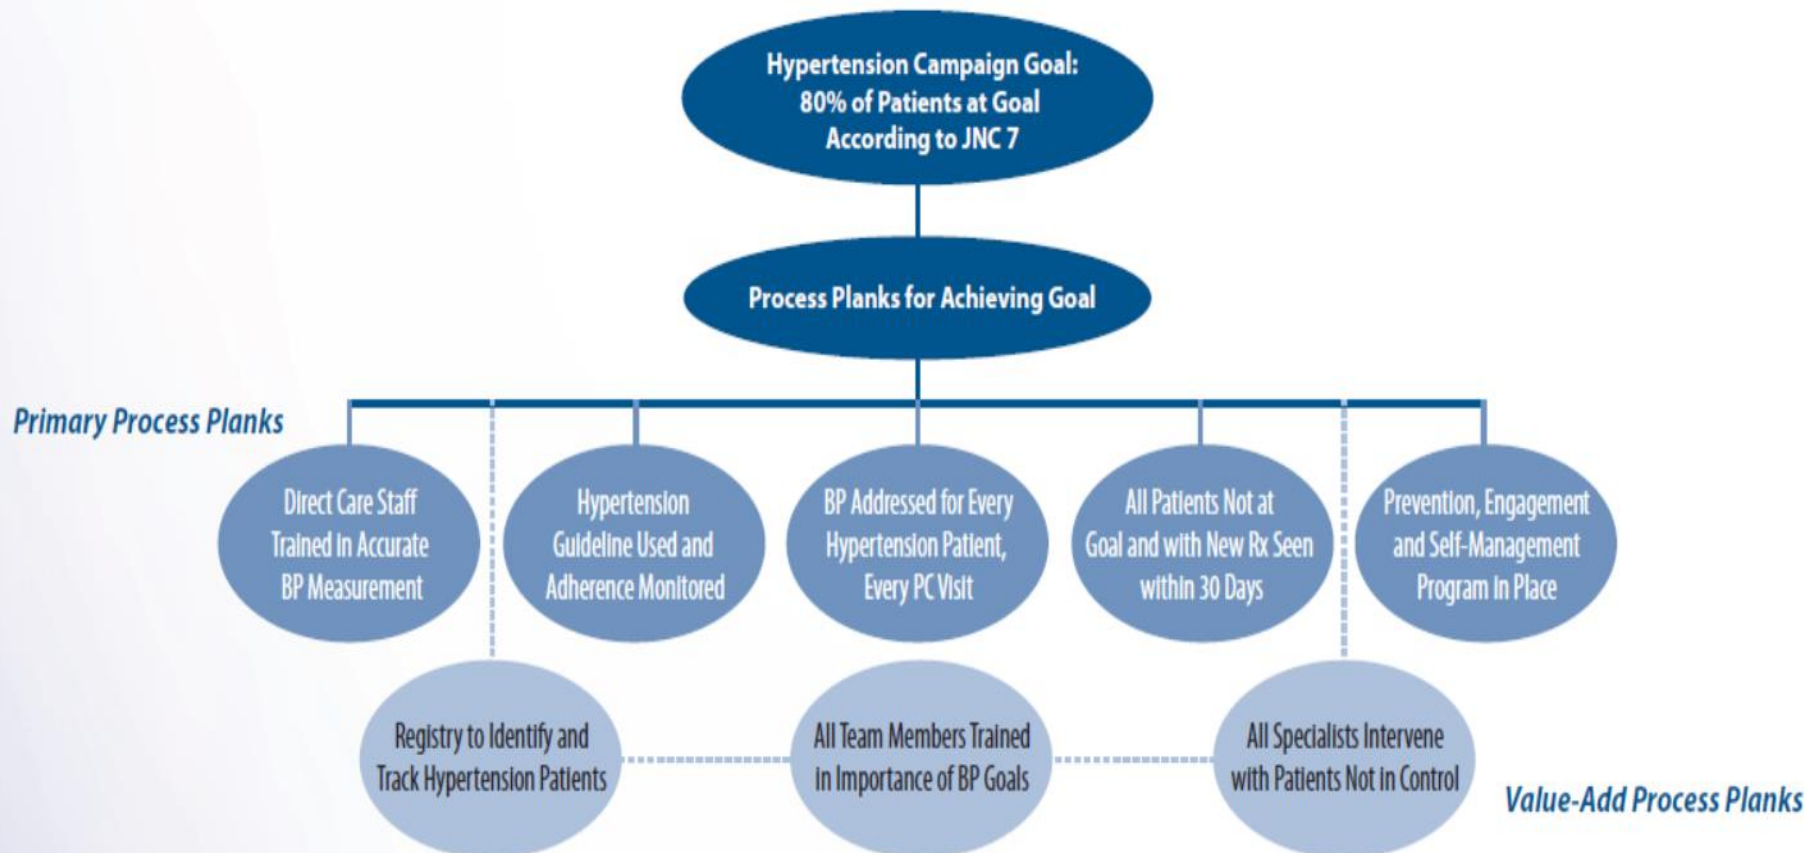 Hypertension Campaign Goal:
80% of Patients at Goal
According to JNC 7
Process Planks for Achieving Goal
Primary Process Planks
Direct Care Staff
Trained in Accurate
BP Measurement
Hypertension
Guideline Used and
Adherence Monitored
BP Addressed for Every
Hypertension Patient,
Every PC Visit
All Patients Not at
Goal and with New Rx Seen
within 30 Days
Prevention, Engagement
and Self-Management
Program in Place
Registry to Identify and
Track Hypertension Patients
All Team Members Trained
in Importance of BP Goals
All Specialists Intervene
with Patients Not in Control
Value-Add Process Planks